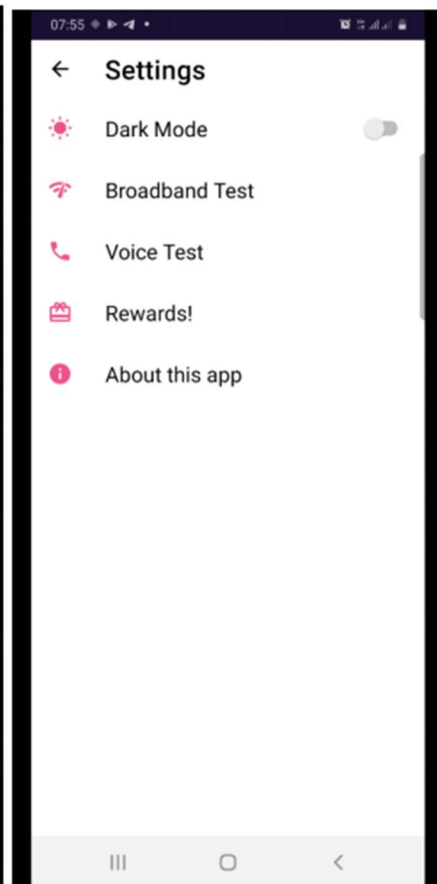 07:55
Settings
Dark Mode
Broadband Test
Voice Test
Rewards!
About this app